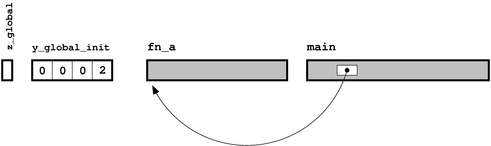 z_global
y_global_init
fn_a
main
0 0 0 2